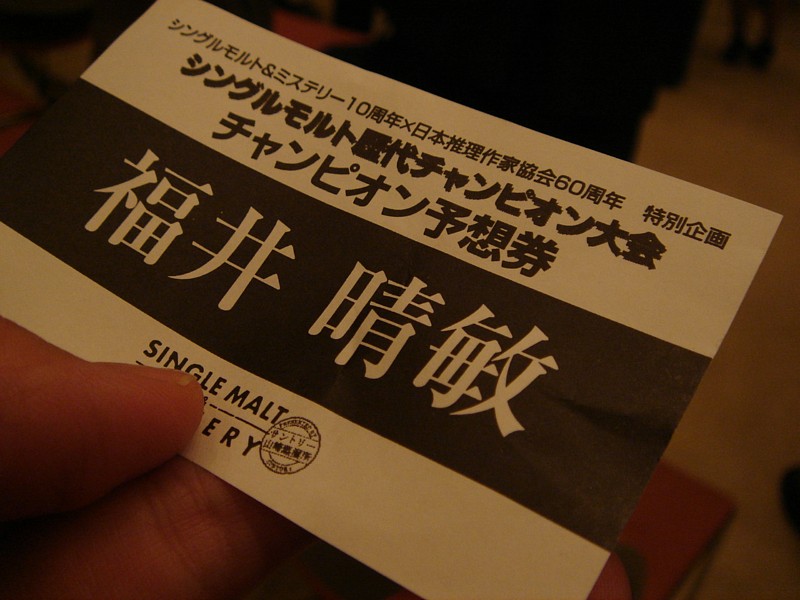 シングルモルト&ミステリー10周年×日本推理作家協会60周年 特別企画
シングルモルト歴代チャンピオン大会
チャンピオン予想券
福井 晴敏
SINGLE MALT
&
ERY
サントリー
山崎蒸溜所